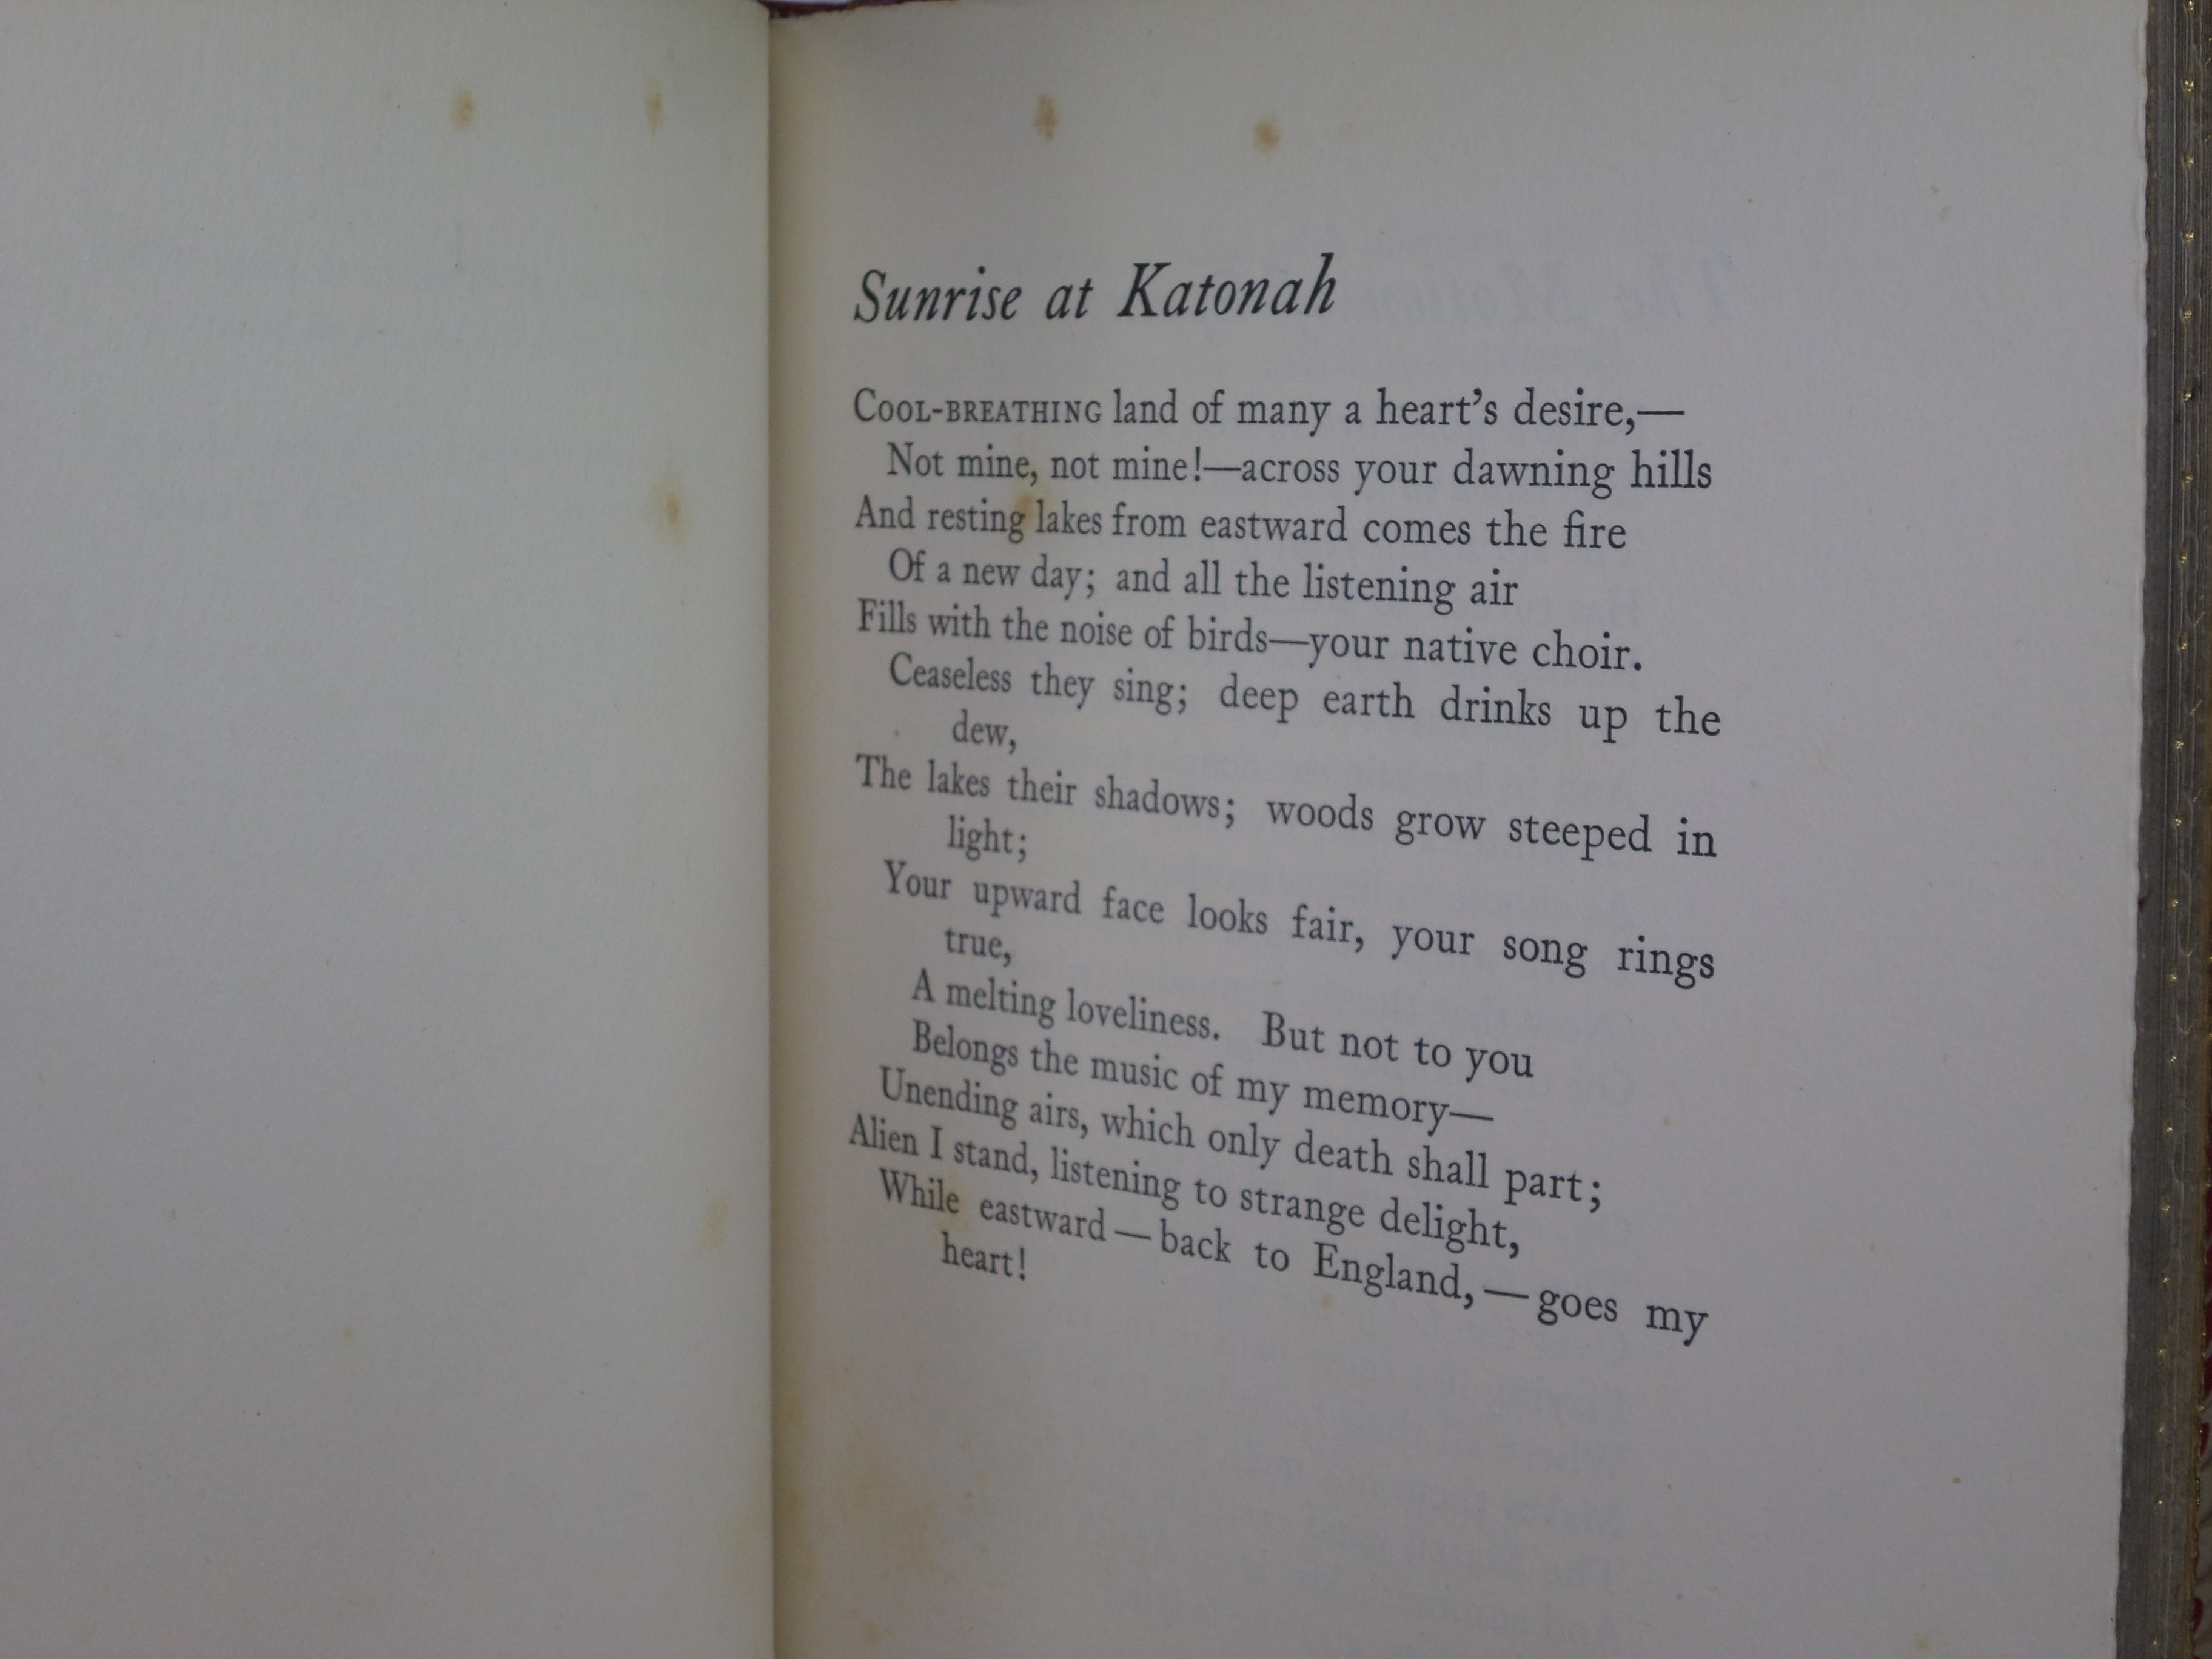 Sunrise at Katonah
COOL-BREATHING land of many a heart's desire,—
Not mine, not mine!—across your dawning hills
And resting lakes from eastward comes the fire
Of a new day; and all the listening air
Fills with the noise of birds—your native choir.
Ceaseless they sing; deep earth drinks up the
dew,
The lakes their shadows; woods grow steeped in
light;
Your upward face looks fair, your song rings
true,
A melting loveliness. But not to you
Belongs the music of my memory—
Unending airs, which only death shall part;
Alien I stand, listening to strange delight,
While eastward—back to England,—goes my
heart!